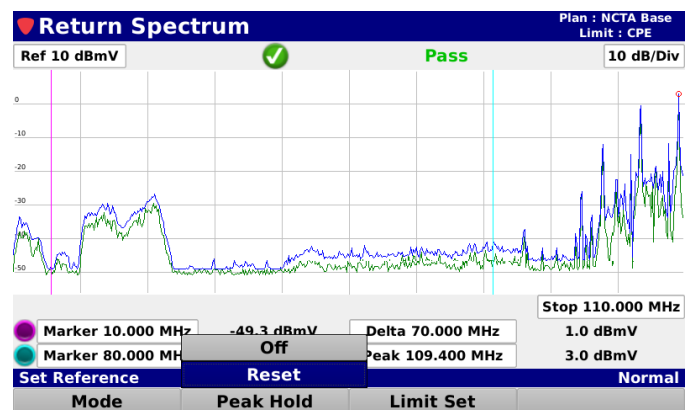 Return Spectrum
Plan : NCTA Base
Limit : CPE
Ref 10 dBmV
Pass
10 dB/Div
0
-10
-20
-30
-50
Stop 110.000 MHz
Marker 10.000 MHz
-49.3 dBmV
Delta 70.000 MHz
1.0 dBmV
Marker 80.000 MH
Peak 109.400 MHz
3.0 dBmV
Off
Reset
Set Reference
Normal
Mode
Peak Hold
Limit Set